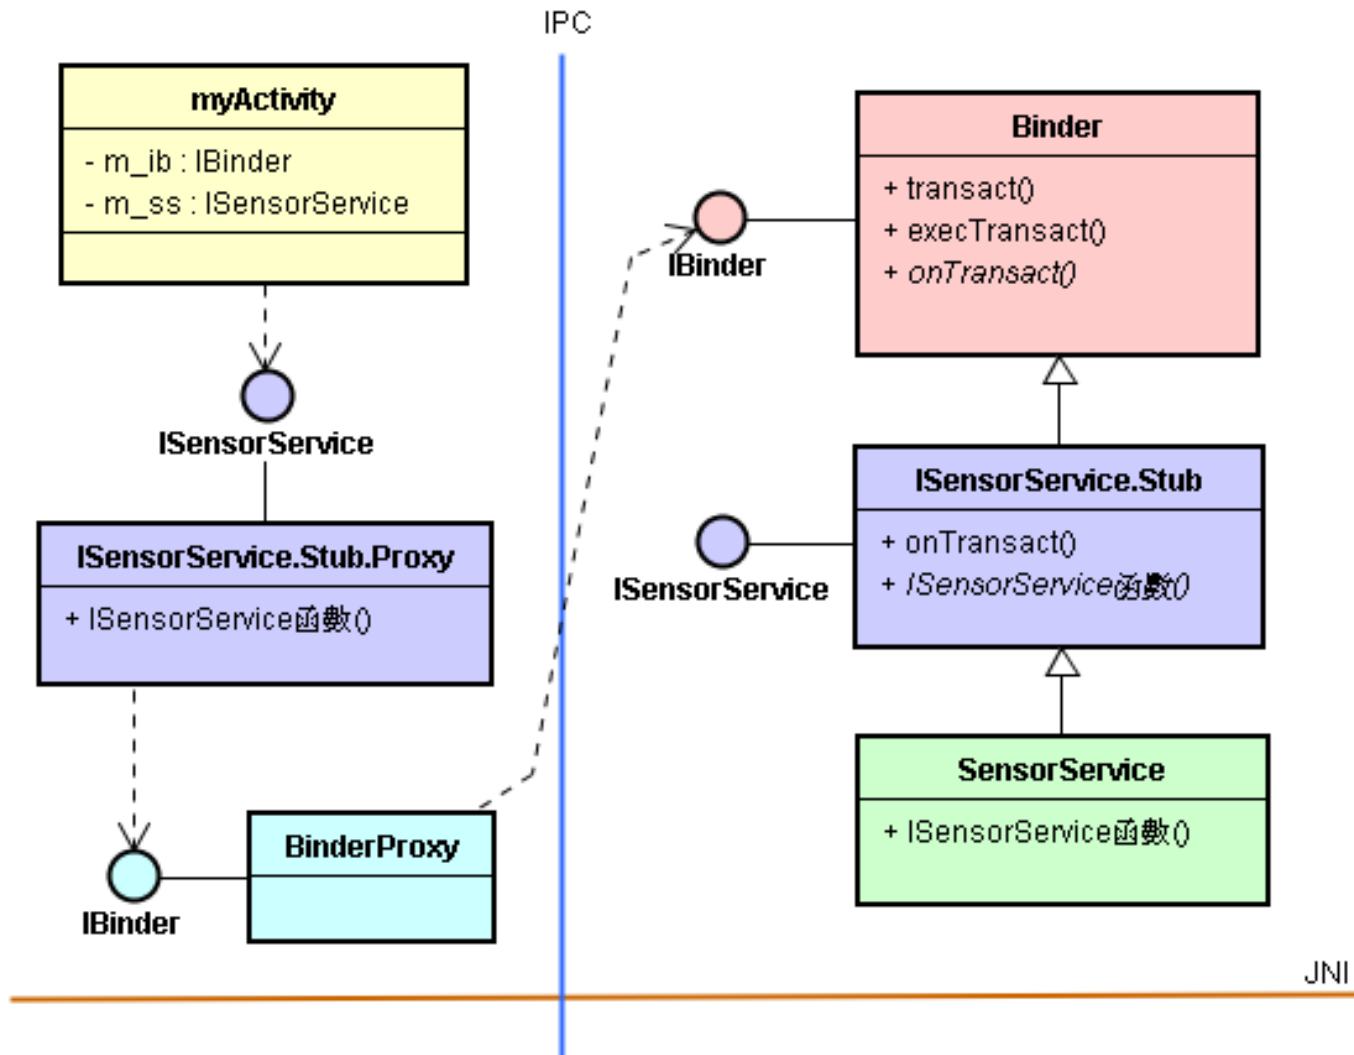 IPC
myActivity
- m_ib : IBinder
- m_ss : ISensorService
ISensorService
ISensorService.Stub.Proxy
+ ISensorService函數()
IBinder
BinderProxy
Binder
+ transact()
+ execTransact()
+ onTransact()
IBinder
ISensorService.Stub
+ onTransact()
+ ISensorService函數()
ISensorService
SensorService
+ ISensorService函數()
JNI